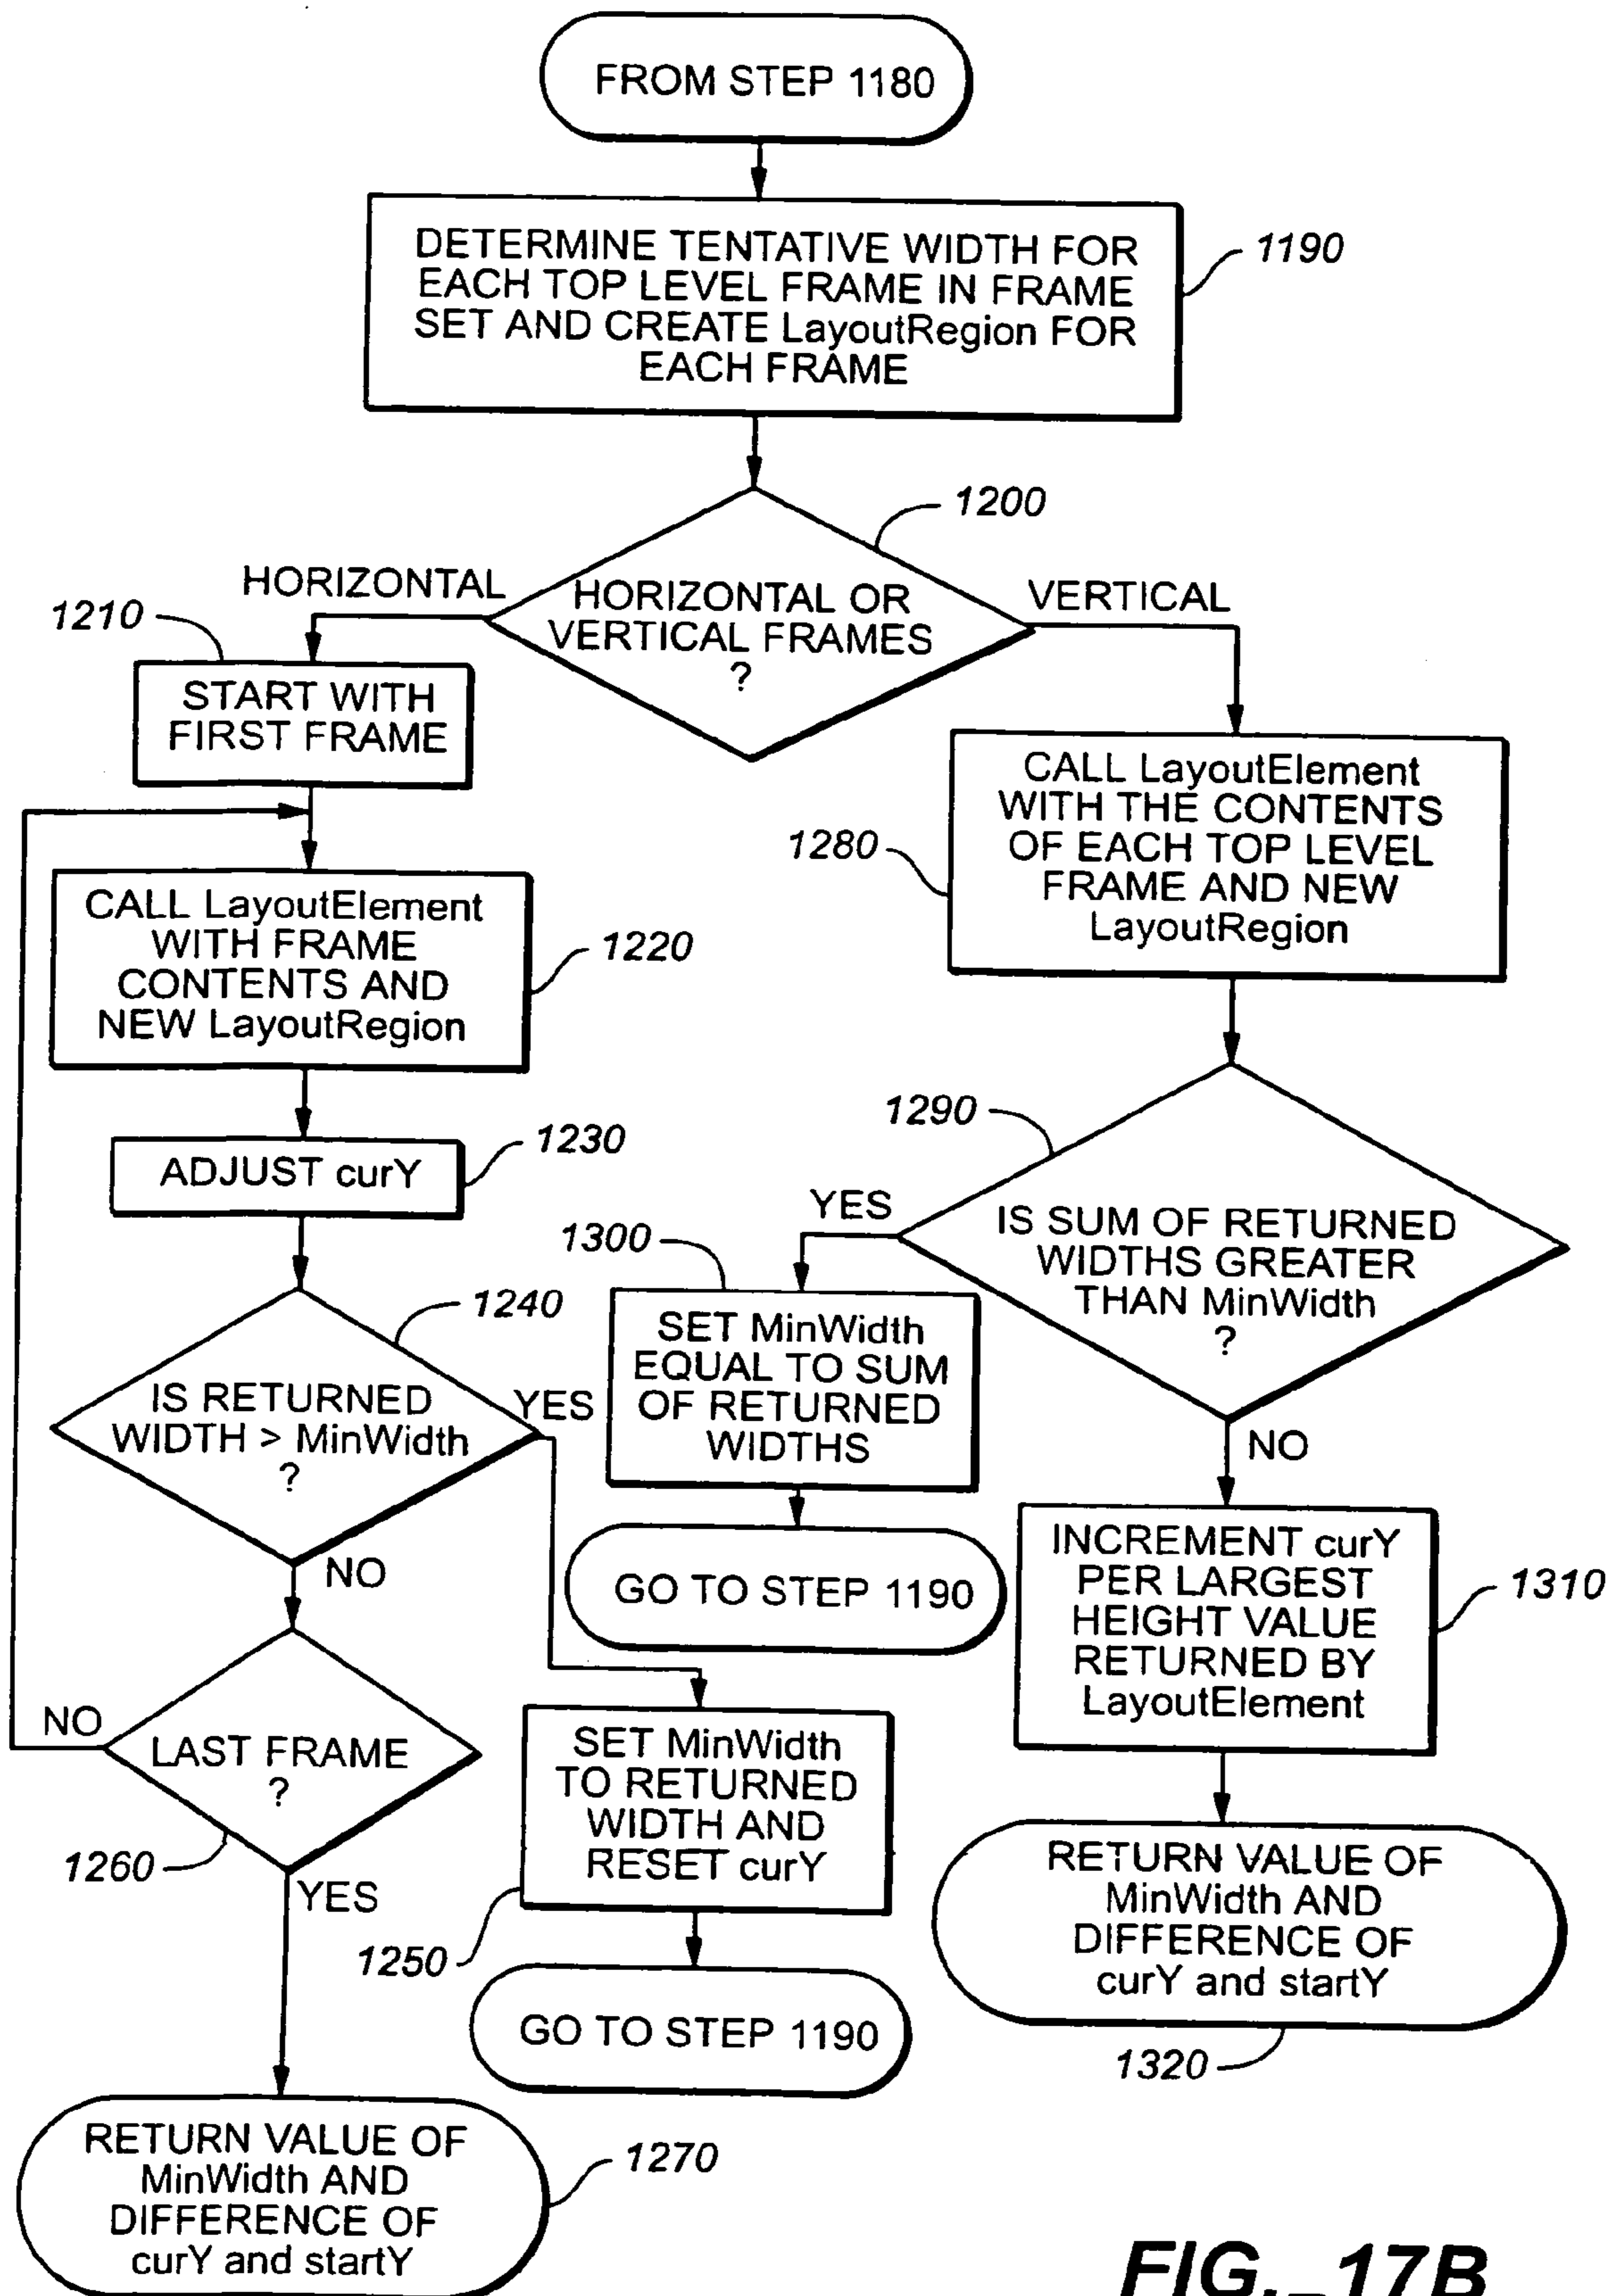 FROM STEP 1180
DETERMINE TENTATIVE WIDTH FOR
EACH TOP LEVEL FRAME IN FRAME
SET AND CREATE LayoutRegion FOR
EACH FRAME
1190
1200
HORIZONTAL
HORIZONTAL OR
VERTICAL FRAMES
?
VERTICAL
1210
START WITH
FIRST FRAME
CALL LayoutElement
WITH THE CONTENTS
OF EACH TOP LEVEL
FRAME AND NEW
LayoutRegion
1280
CALL LayoutElement
WITH FRAME
CONTENTS AND
NEW LayoutRegion
1220
1290
ADJUST curY
1230
YES
IS SUM OF RETURNED
WIDTHS GREATER
THAN MinWidth
?
1300
SET MinWidth
EQUAL TO SUM
OF RETURNED
WIDTHS
1240
IS RETURNED
WIDTH > MinWidth
?
YES
NO
NO
GO TO STEP 1190
INCREMENT curY
PER LARGEST
HEIGHT VALUE
RETURNED BY
LayoutElement
1310
NO
LAST FRAME
?
1260
YES
SET MinWidth
TO RETURNED
WIDTH AND
RESET curY
1250
GO TO STEP 1190
RETURN VALUE OF
MinWidth AND
DIFFERENCE OF
curY and startY
1320
RETURN VALUE OF
MinWidth AND
DIFFERENCE OF
curY and startY
1270
FIG._17B